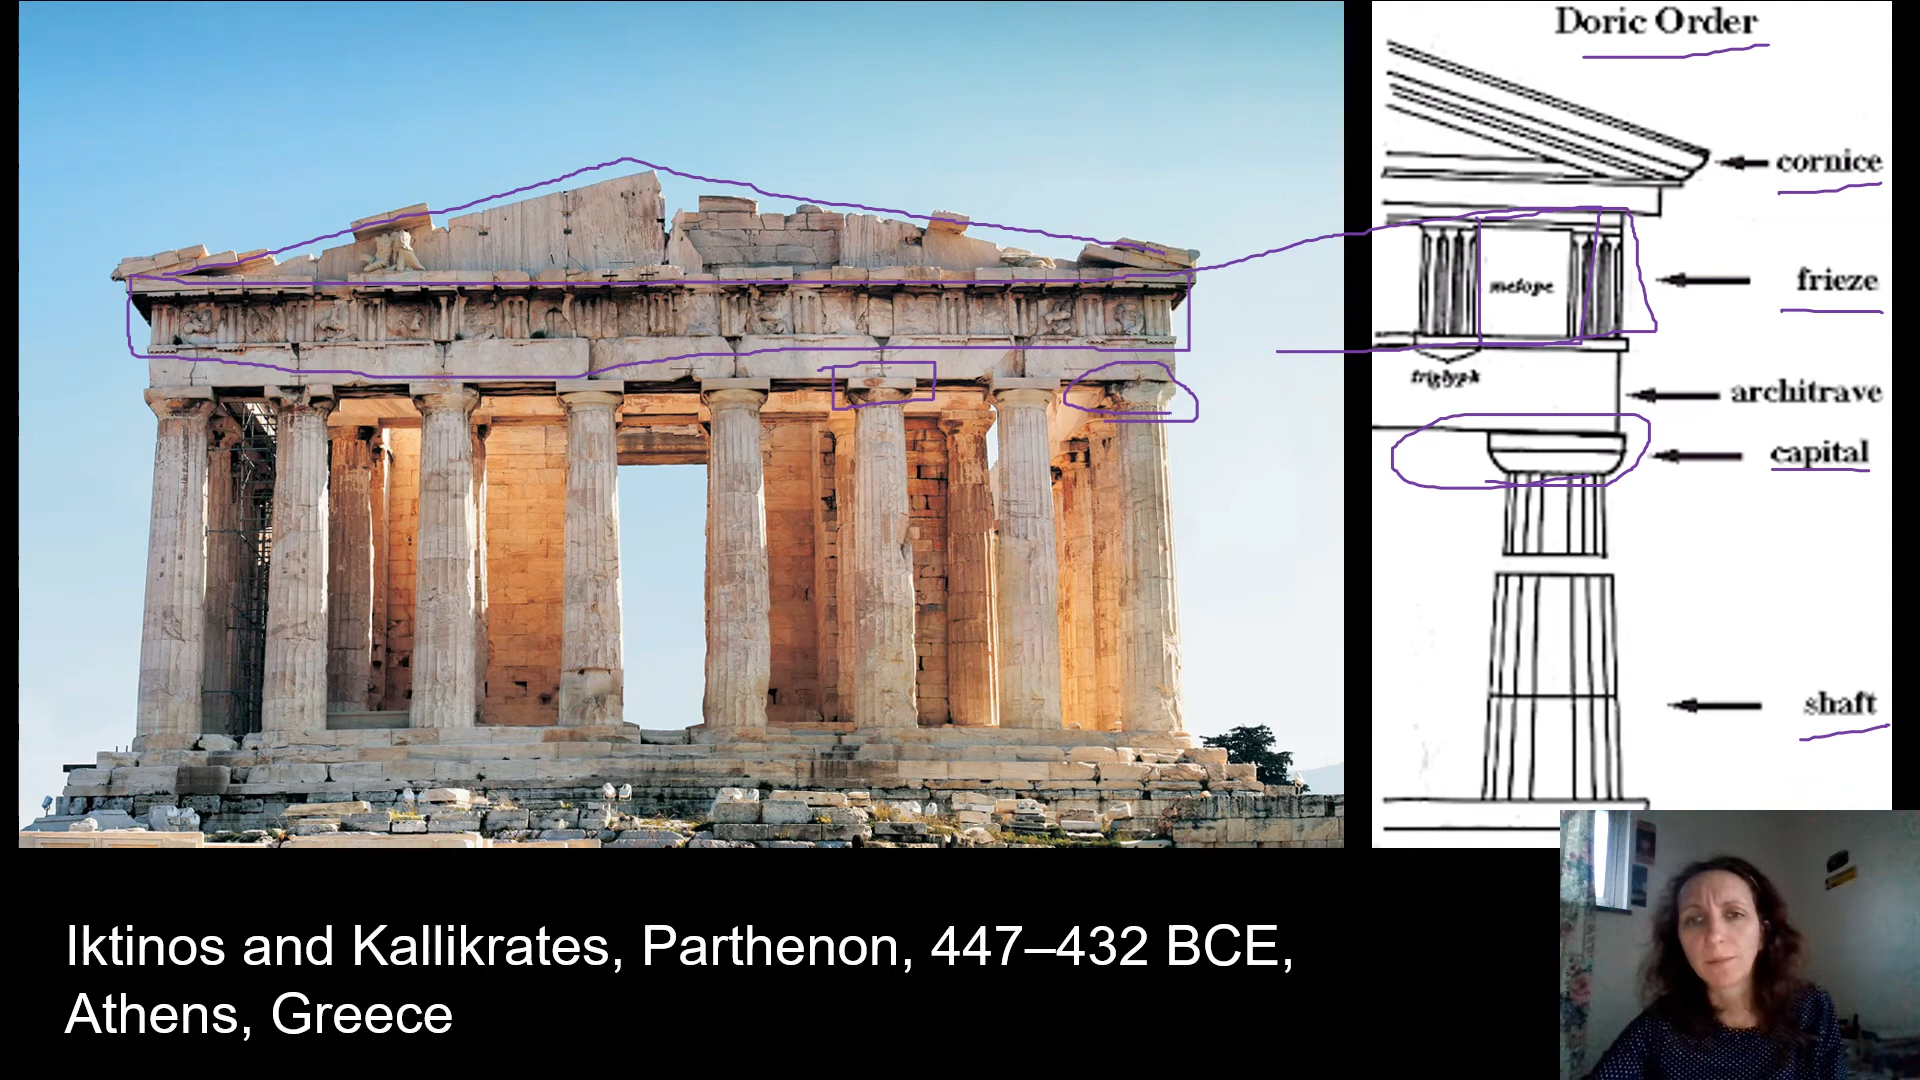 Doric Order
cornice
frieze
metope
triglyph
architrave
capital
shaft
Iktinos and Kallikrates, Parthenon, 447–432 BCE,
Athens, Greece